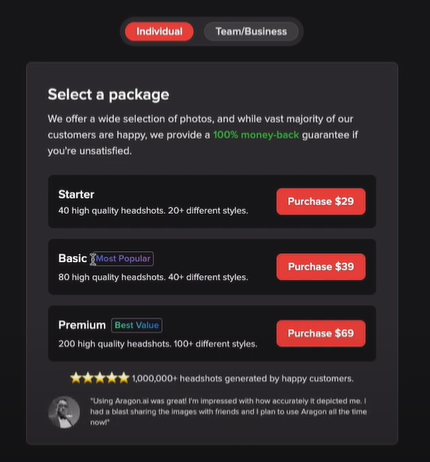 Individual
Team/Business
Select a package
We offer a wide selection of photos, and while vast majority of our
customers are happy, we provide a 100% money-back guarantee if
you're unsatisfied.
Starter
40 high quality headshots. 20+ different styles.
Purchase $29
Basic
Most Popular
80 high quality headshots. 40+ different styles.
Purchase $39
Premium
Best Value
200 high quality headshots. 100+ different styles.
Purchase $69
1,000,000+ headshots generated by happy customers.
"Using Aragon.ai was great! I'm impressed with how accurately it depicted me. I
had a blast sharing the images with friends and I plan to use Aragon all the time
now!"